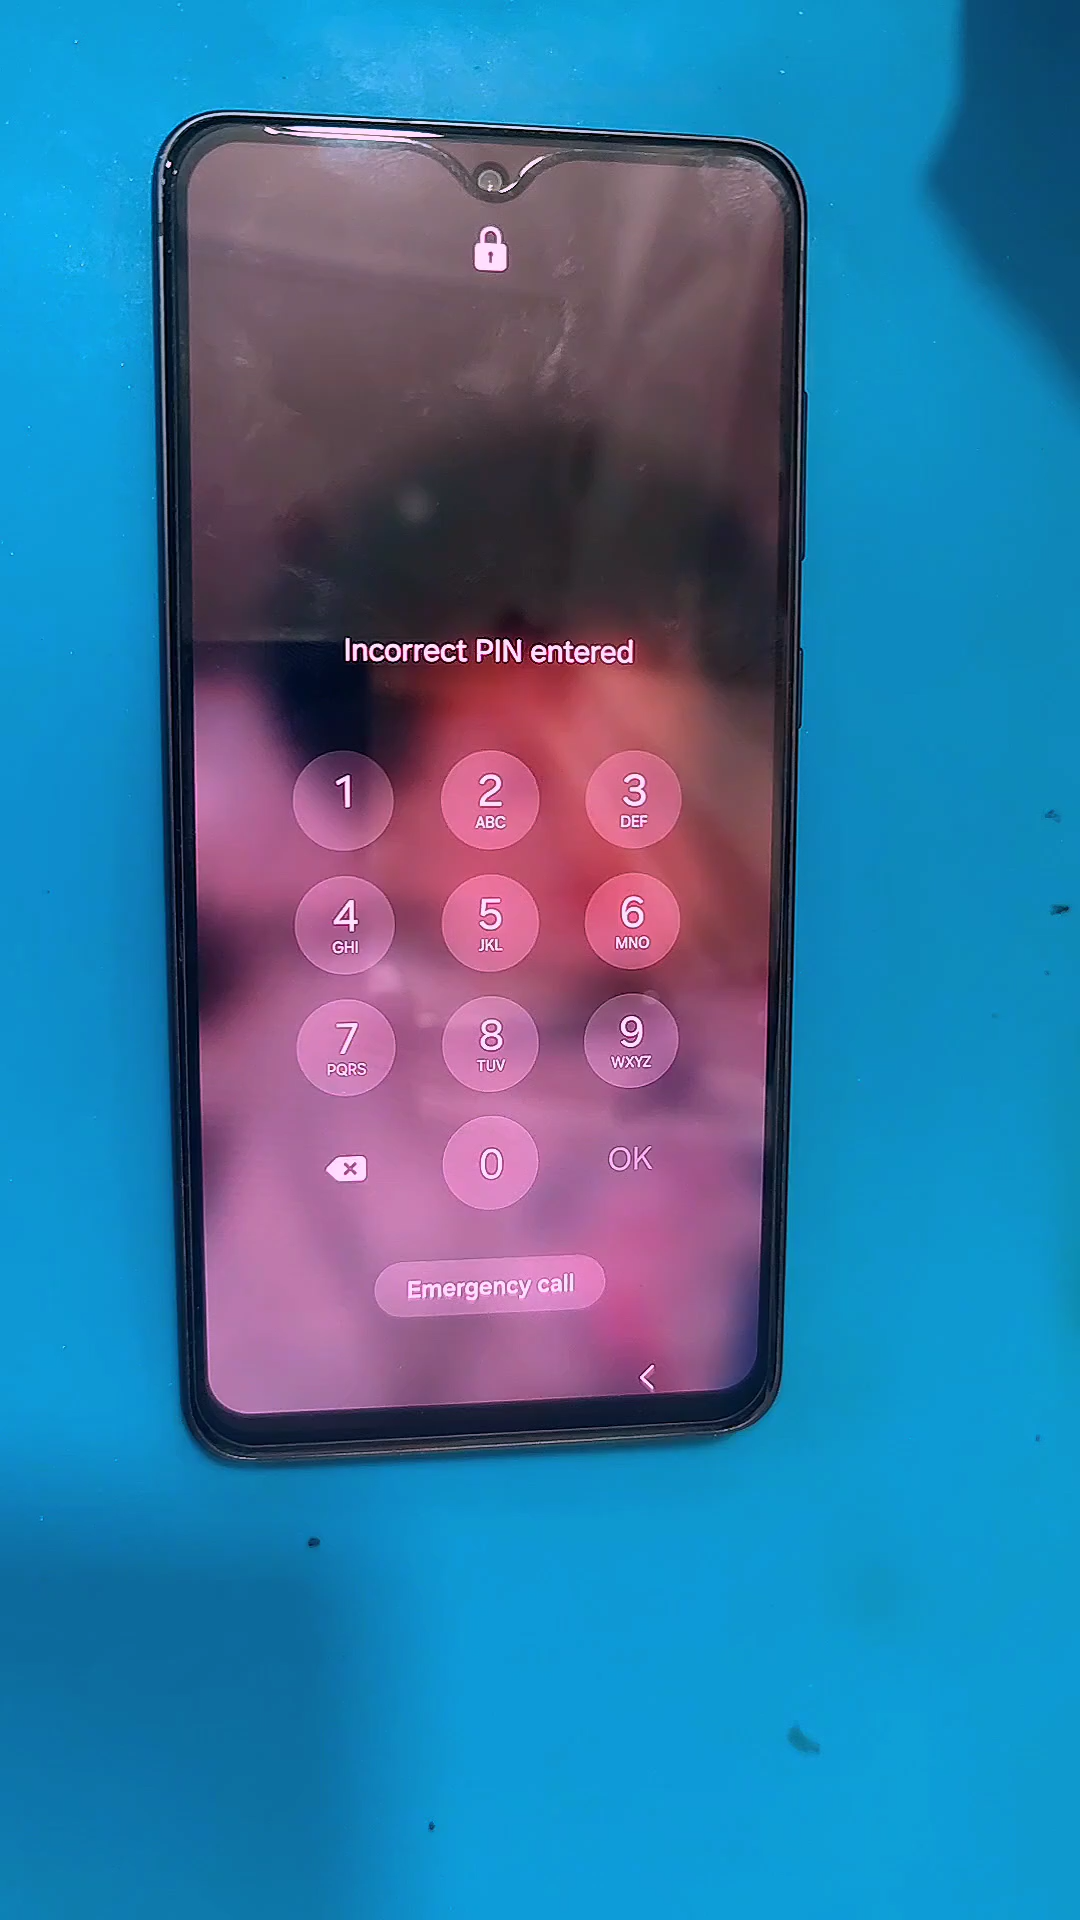 Incorrect PIN entered
1 2 3
ABC DEF
4 5 6
GHI JKL MNO
7 8 9
PQRS TUV WXYZ
0 OK
Emergency call